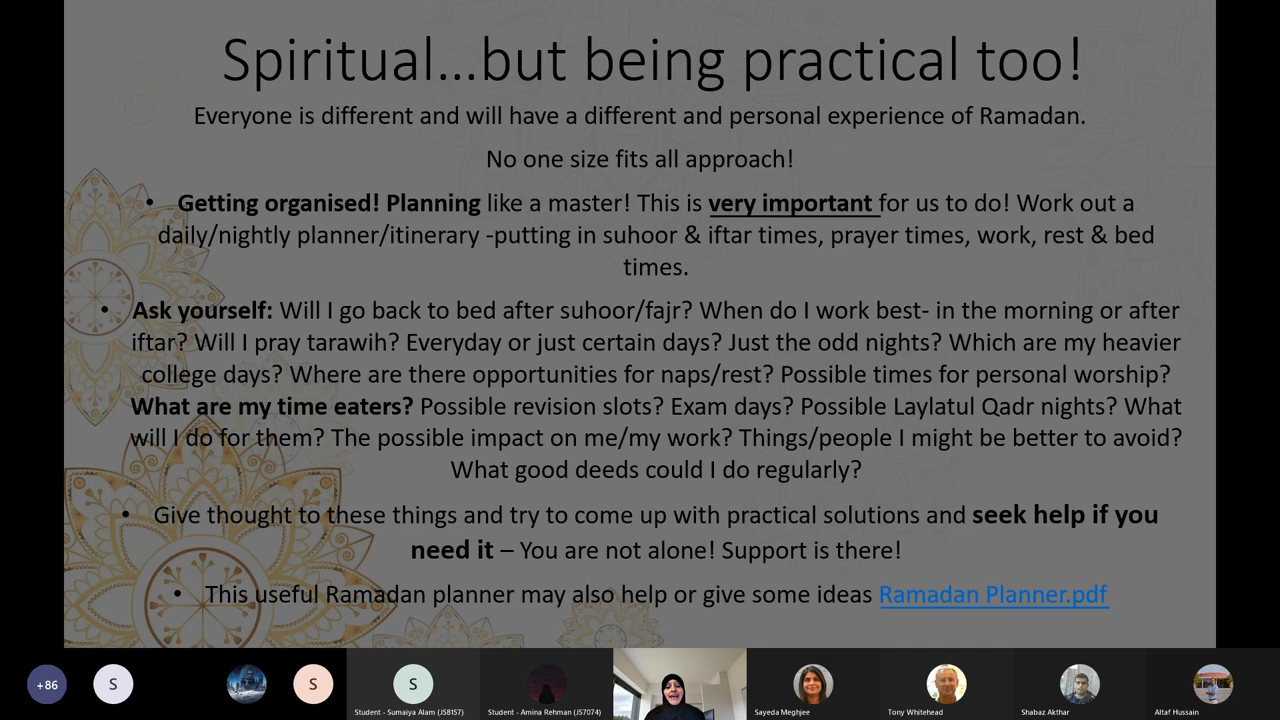 Spiritual...but being practical too!
Everyone is different and will have a different and personal experience of Ramadan.
No one size fits all approach!
• Getting organised! Planning like a master! This is very important for us to do! Work out a
daily/nightly planner/itinerary -putting in suhoor & iftar times, prayer times, work, rest & bed
times.
• Ask yourself: Will I go back to bed after suhoor/fajr? When do I work best- in the morning or after
iftar? Will I pray tarawih? Everyday or just certain days? Just the odd nights? Which are my heavier
college days? Where are there opportunities for naps/rest? Possible times for personal worship?
What are my time eaters? Possible revision slots? Exam days? Possible Laylatul Qadr nights? What
will I do for them? The possible impact on me/my work? Things/people I might be better to avoid?
What good deeds could I do regularly?
• Give thought to these things and try to come up with practical solutions and seek help if you
need it – You are not alone! Support is there!
• This useful Ramadan planner may also help or give some ideas Ramadan Planner.pdf
+86
S
S
S
Student - Sumaiya Alam (JS8157)
Student - Amina Rehman (JS7074)
Sayeda Meghjee
Tony Whitehead
Shabaz Akthar
Altaf Hussain